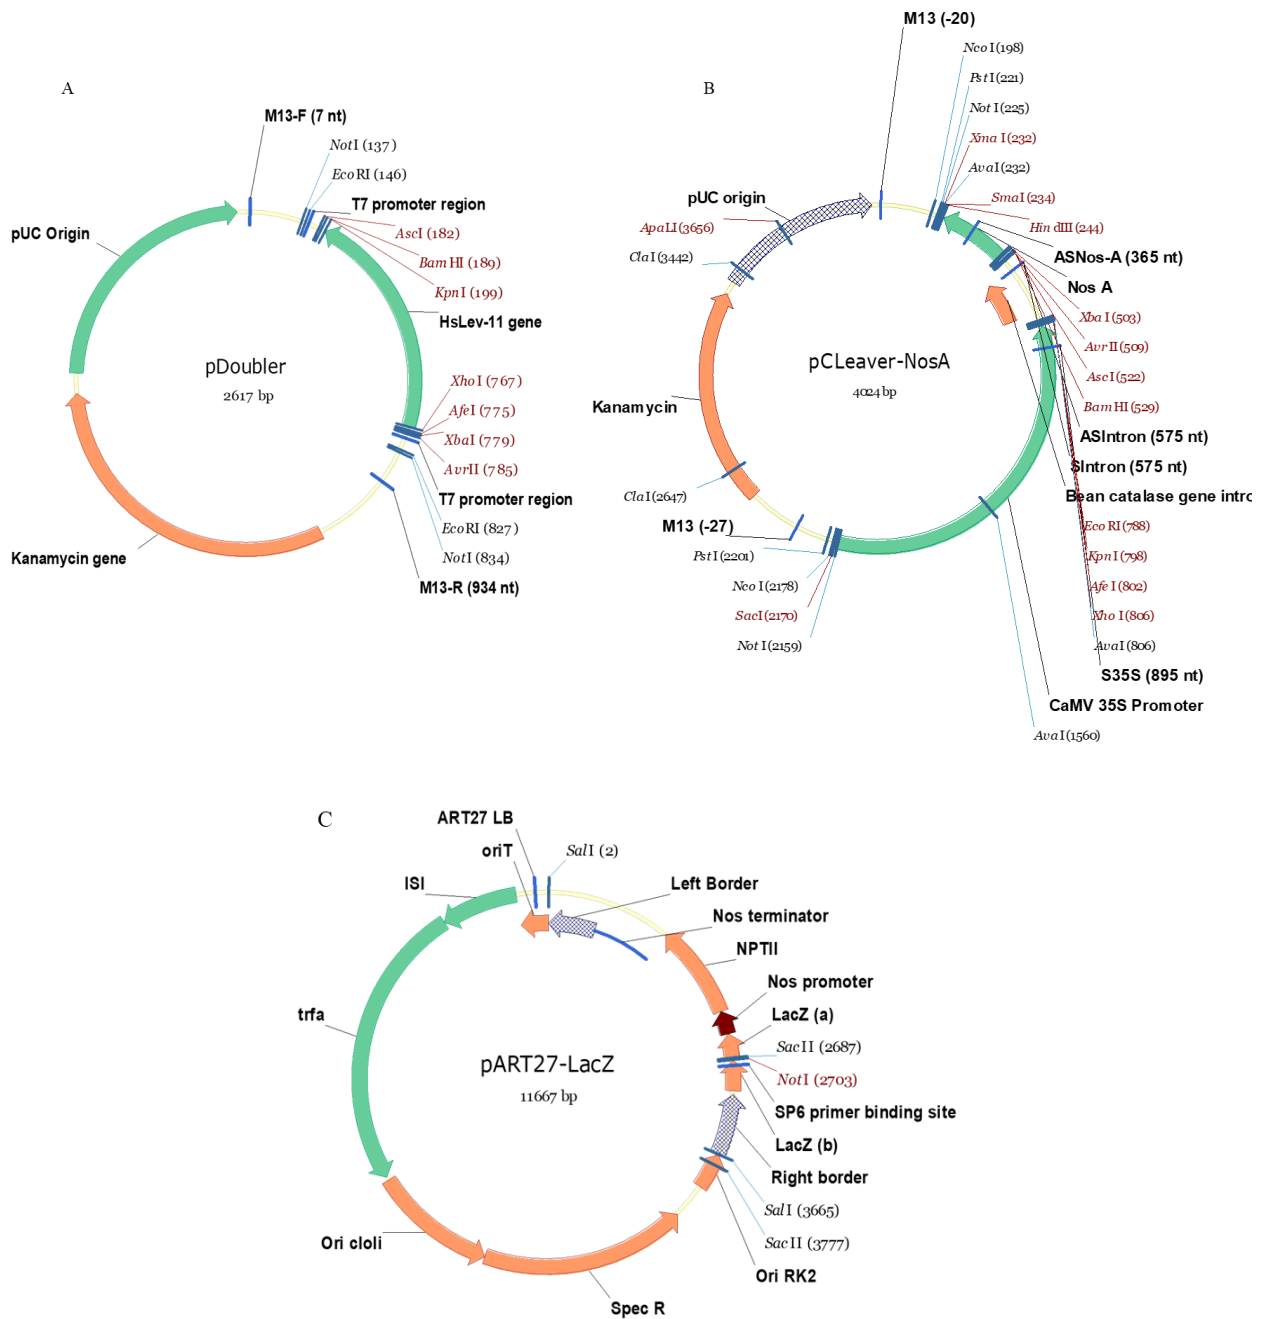 A
M13-F (7 nt)
NotI (137)
EcoRI (146)
T7 promoter region
AscI (182)
BamHI (189)
KpnI (199)
HsLev-11 gene
pUC Origin
pDoubler
2617 bp
XhoI (767)
AfeI (775)
XbaI (779)
AvrII (785)
T7 promoter region
EcoRI (827)
NotI (834)
M13-R (934 nt)
Kanamycin gene
B
M13 (-20)
NcoI (198)
PstI (221)
NotI (225)
XmaI (232)
AvaI (232)
SmaI (234)
HindIII (244)
ASNos-A (365 nt)
Nos A
XbaI (503)
AvrII (509)
AscI (522)
BamHI (529)
ASIntron (575 nt)
SIntron (575 nt)
Bean catalase gene intro
EcoRI (788)
KpnI (798)
AfeI (802)
XhoI (806)
AvaI (806)
S35S (895 nt)
CaMV 35S Promoter
AvaI (1560)
pUC origin
ApaLI (3656)
ClaI (3442)
pCLeaver-NosA
4024 bp
Kanamycin
ClaI (2647)
M13 (-27)
PstI (2201)
NcoI (2178)
SacI (2170)
NotI (2159)
C
ART27 LB
oriT
SalI (2)
ISI
Left Border
Nos terminator
NPTII
Nos promoter
LacZ (a)
SacII (2687)
NotI (2703)
SP6 primer binding site
LacZ (b)
Right border
SalI (3665)
SacII (3777)
Ori RK2
trfa
pART27-LacZ
11667 bp
Ori cloli
Spec R